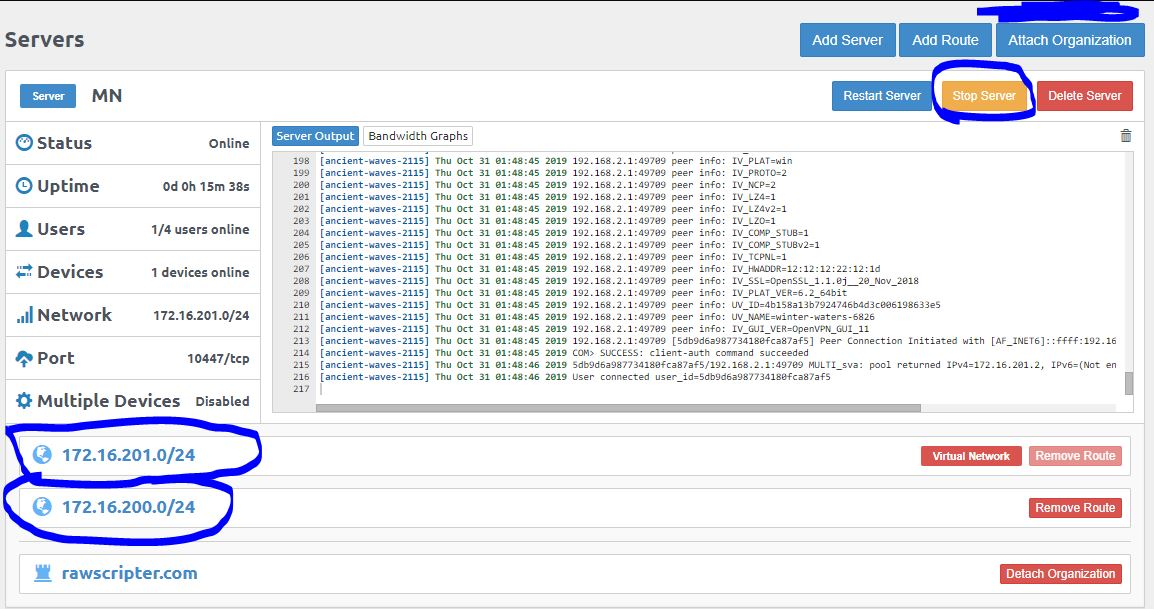 Servers
Add Server
Add Route
Attach Organization
Server
MN
Restart Server
Stop Server
Delete Server
Status Online
Uptime 0d 0h 15m 38s
Users 1/4 users online
Devices 1 devices online
Network 172.16.201.0/24
Port 10447/tcp
Multiple Devices Disabled
Server Output
Bandwidth Graphs
198 [ancient-waves-2115] Thu Oct 31 01:48:45 2019 192.168.2.1:49709 peer info: IV_PLAT=win
199 [ancient-waves-2115] Thu Oct 31 01:48:45 2019 192.168.2.1:49709 peer info: IV_PROTO=2
200 [ancient-waves-2115] Thu Oct 31 01:48:45 2019 192.168.2.1:49709 peer info: IV_NCP=2
201 [ancient-waves-2115] Thu Oct 31 01:48:45 2019 192.168.2.1:49709 peer info: IV_LZ4=1
202 [ancient-waves-2115] Thu Oct 31 01:48:45 2019 192.168.2.1:49709 peer info: IV_LZ4v2=1
203 [ancient-waves-2115] Thu Oct 31 01:48:45 2019 192.168.2.1:49709 peer info: IV_LZO=1
204 [ancient-waves-2115] Thu Oct 31 01:48:45 2019 192.168.2.1:49709 peer info: IV_COMP_STUB=1
205 [ancient-waves-2115] Thu Oct 31 01:48:45 2019 192.168.2.1:49709 peer info: IV_COMP_STUBv2=1
206 [ancient-waves-2115] Thu Oct 31 01:48:45 2019 192.168.2.1:49709 peer info: IV_TCPNL=1
207 [ancient-waves-2115] Thu Oct 31 01:48:45 2019 192.168.2.1:49709 peer info: IV_HWADDR=12:12:12:22:12:1d
208 [ancient-waves-2115] Thu Oct 31 01:48:45 2019 192.168.2.1:49709 peer info: IV_SSL=OpenSSL_1.1.0j__20_Nov_2018
209 [ancient-waves-2115] Thu Oct 31 01:48:45 2019 192.168.2.1:49709 peer info: IV_PLAT_VER=6.2_64bit
210 [ancient-waves-2115] Thu Oct 31 01:48:45 2019 192.168.2.1:49709 peer info: UV_ID=4b158a13b7924746b4d3c006198633e5
211 [ancient-waves-2115] Thu Oct 31 01:48:45 2019 192.168.2.1:49709 peer info: UV_NAME=winter-waters-6826
212 [ancient-waves-2115] Thu Oct 31 01:48:45 2019 192.168.2.1:49709 peer info: IV_GUI_VER=OpenVPN_GUI_11
213 [ancient-waves-2115] Thu Oct 31 01:48:45 2019 192.168.2.1:49709 [5db9d6a987734180fca87af5] Peer Connection Initiated with [AF_INET6]::ffff:192.16
214 [ancient-waves-2115] Thu Oct 31 01:48:46 2019 COM> SUCCESS: client-auth command succeeded
215 [ancient-waves-2115] Thu Oct 31 01:48:46 2019 5db9d6a987734180fca87af5/192.168.2.1:49709 MULTI_sva: pool returned IPv4=172.16.201.2, IPv6=(Not en
216 [ancient-waves-2115] Thu Oct 31 01:48:46 2019 User connected user_id=5db9d6a987734180fca87af5
217
172.16.201.0/24
Virtual Network
Remove Route
172.16.200.0/24
Remove Route
rawscripter.com
Detach Organization